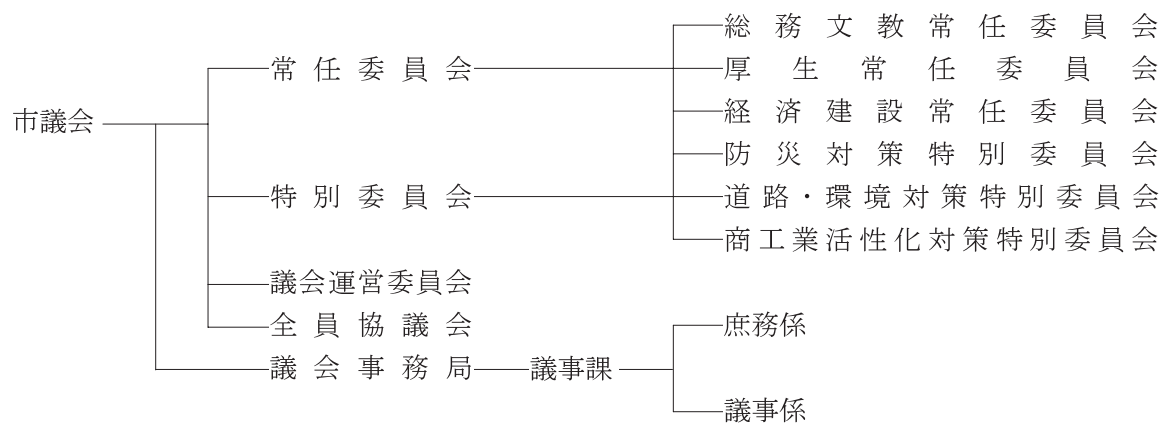 市議会
常任委員会
総務文教常任委員会
厚生常任委員会
経済建設常任委員会
特別委員会
防災対策特別委員会
道路・環境対策特別委員会
商工業活性化対策特別委員会
議会運営委員会
全員協議会
議会事務局
議事課
庶務係
議事係